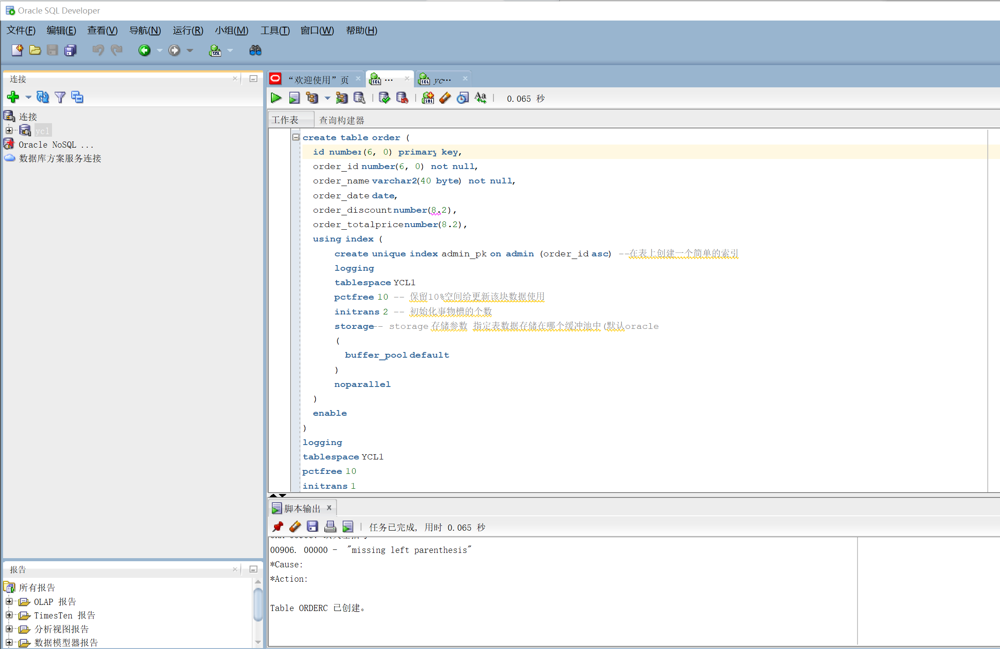 Oracle SQL Developer
文件(F) 编辑(E) 查看(V) 导航(N) 运行(R) 小组(M) 工具(T) 窗口(W) 帮助(H)
连接
连接
ycl
Oracle NoSQL ...
数据库方案服务连接
报告
所有报告
OLAP 报告
TimesTen 报告
分析视图报告
数据模型器报告
“欢迎使用”页 ... yc...
0.065 秒
工作表 查询构建器
create table order (
id number(6, 0) primary key,
order_id number(6, 0) not null,
order_name varchar2(40 byte) not null,
order_date date,
order_discount number(8.2),
order_totalprice number(8.2),
using index (
create unique index admin_pk on admin (order_id asc) --在表上创建一个简单的索引
logging
tablespace YCL1
pctfree 10 -- 保留10%空间给更新该块数据使用
initrans 2 -- 初始化事物槽的个数
storage-- storage 存储参数 指定表数据存储在哪个缓冲池中(默认oracle
(
buffer_pool default
)
noparallel
)
enable
)
logging
tablespace YCL1
pctfree 10
initrans 1
脚本输出
任务已完成, 用时 0.065 秒
00906. 00000 - "missing left parenthesis"
*Cause:
*Action:
Table ORDERC 已创建。